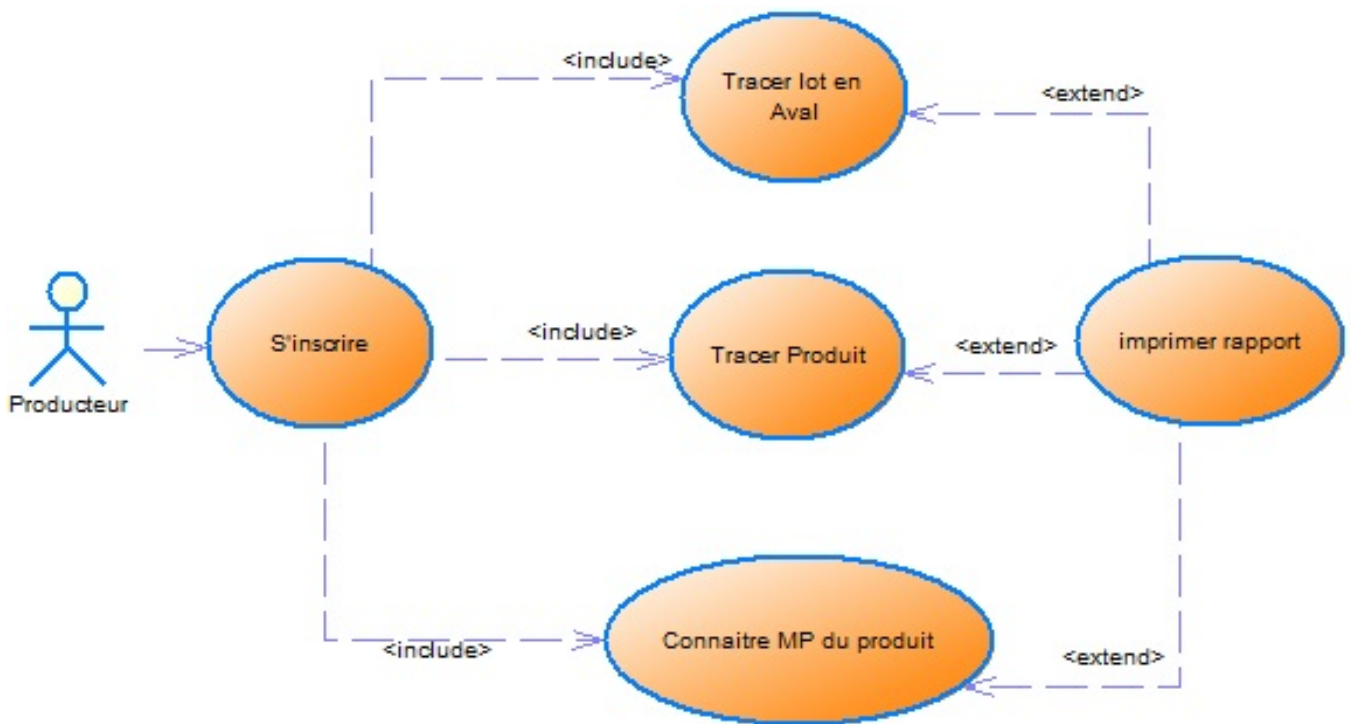 <include>
Tracer lot en
Aval
<extend>
S'inscrire
<include>
Tracer Produit
<extend>
imprimer rapport
Producteur
<include>
Connaitre MP du produit
<extend>